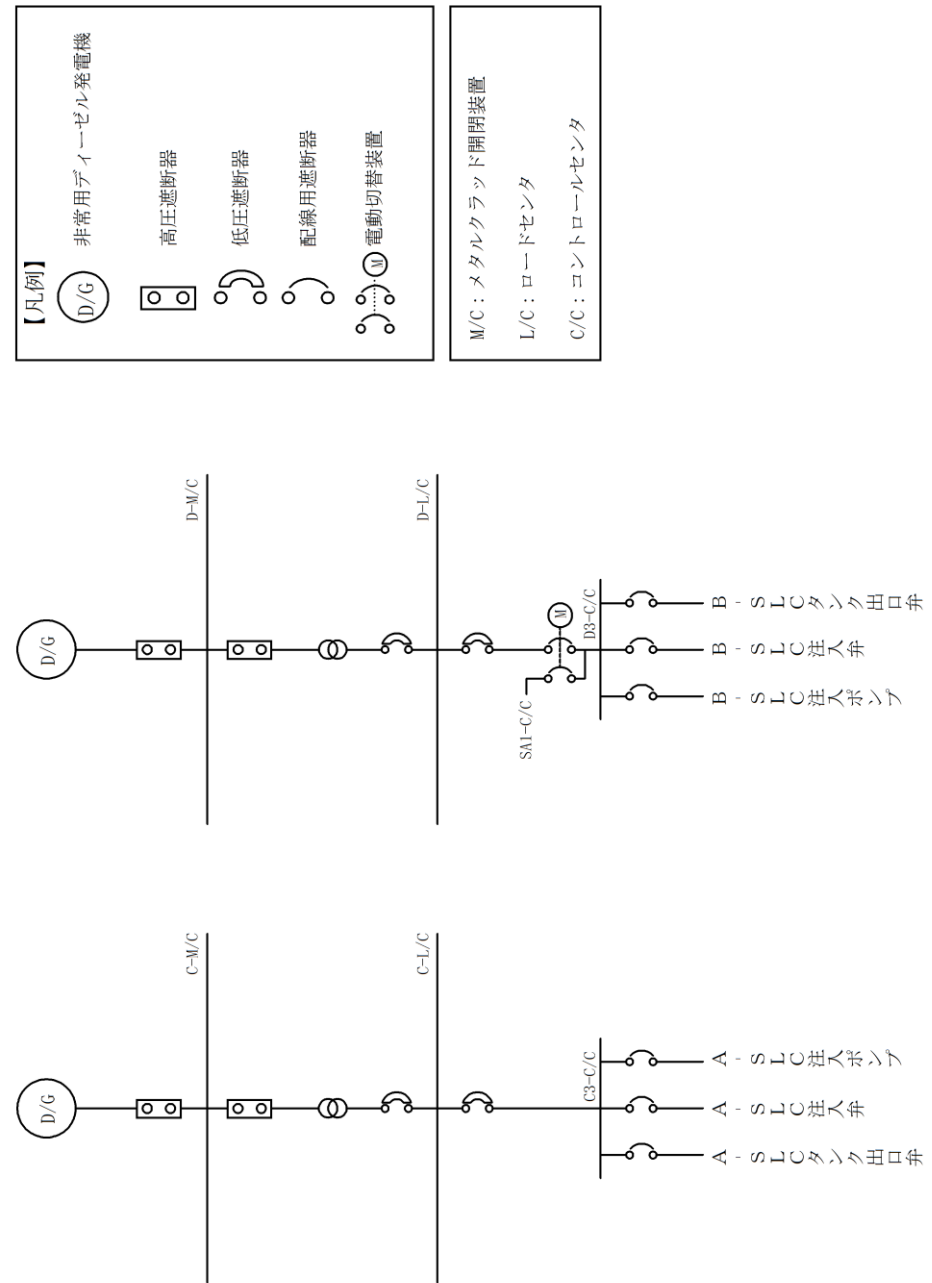 【凡例】
D/G
非常用ディーゼル発電機
高圧遮断器
低圧遮断器
配線用遮断器
M
電動切替装置
M/C：メタルクラッド開閉装置
L/C：ロードセンタ
C/C：コントロールセンタ
D/G
C-M/C
C-L/C
C3-C/C
A－SLCタンク出口弁
A－SLC注入弁
A－SLC注入ポンプ
D/G
D-M/C
D-L/C
SA1-C/C
M
D3-C/C
B－SLC注入ポンプ
B－SLC注入弁
B－SLCタンク出口弁